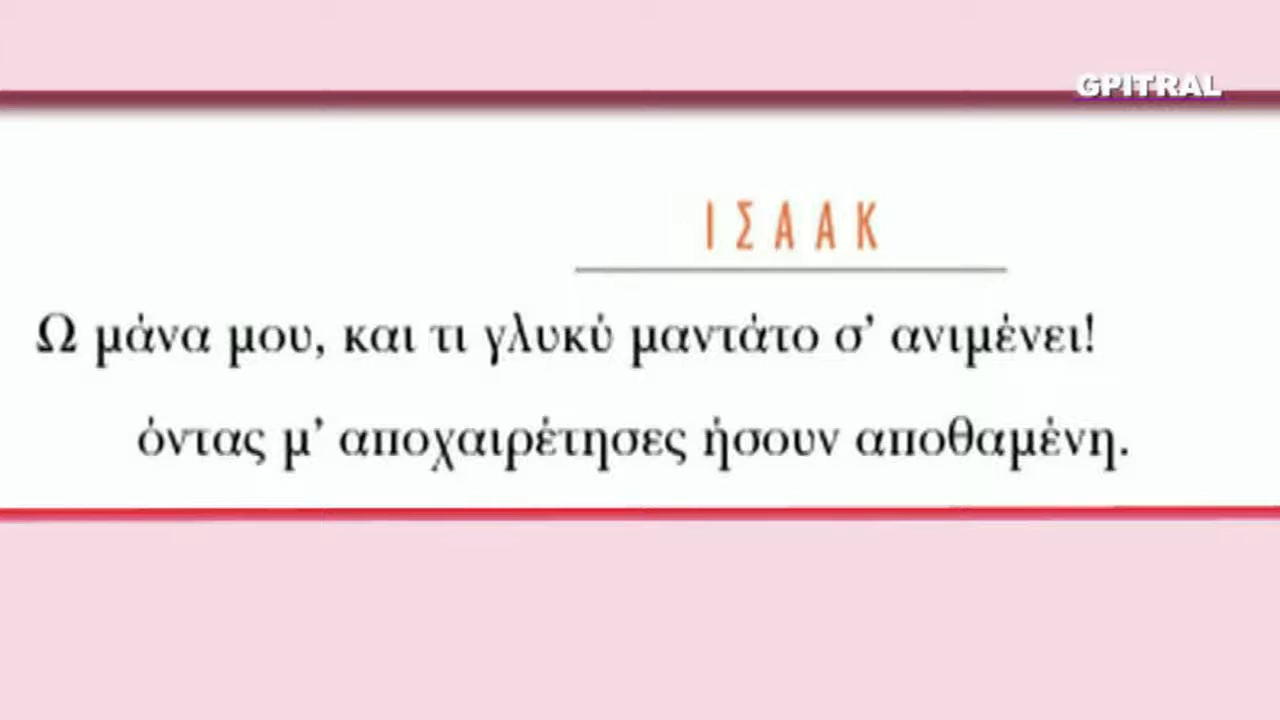 GPITRAL
ΙΣΑΑΚ
Ω μάνα μου, και τι γλυκύ μαντάτο σ’ ανιμένει!
όντας μ’ αποχαιρέτησες ήσουν αποθαμένη.